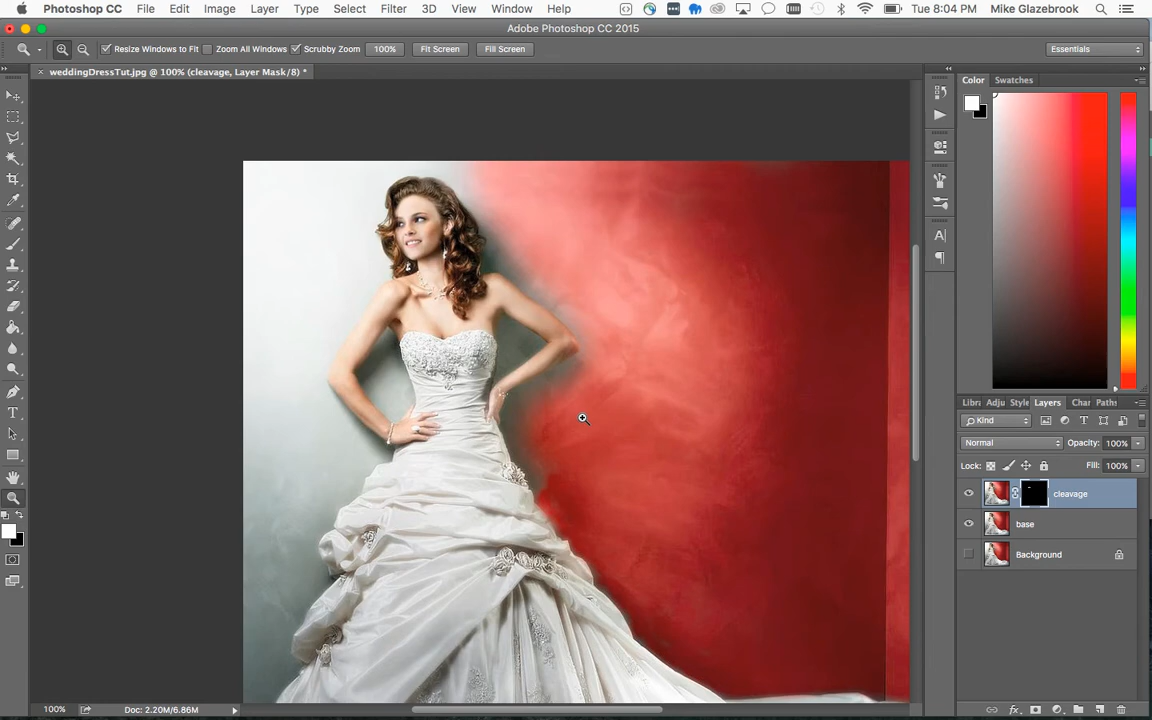 Photoshop CC File Edit Image Layer Type Select Filter 3D View Window Help Tue 8:04 PM Mike Glazebrook
Adobe Photoshop CC 2015
Resize Windows to Fit Zoom All Windows Scrubby Zoom 100% Fit Screen Fill Screen Essentials
× weddingDressTut.jpg @ 100% (cleavage, Layer Mask/8) *
Color Swatches
Libra Adju Style Layers Char Paths
Kind
Normal Opacity: 100%
Lock: Fill: 100%
cleavage
base
Background
100% Doc: 2.20M/6.86M